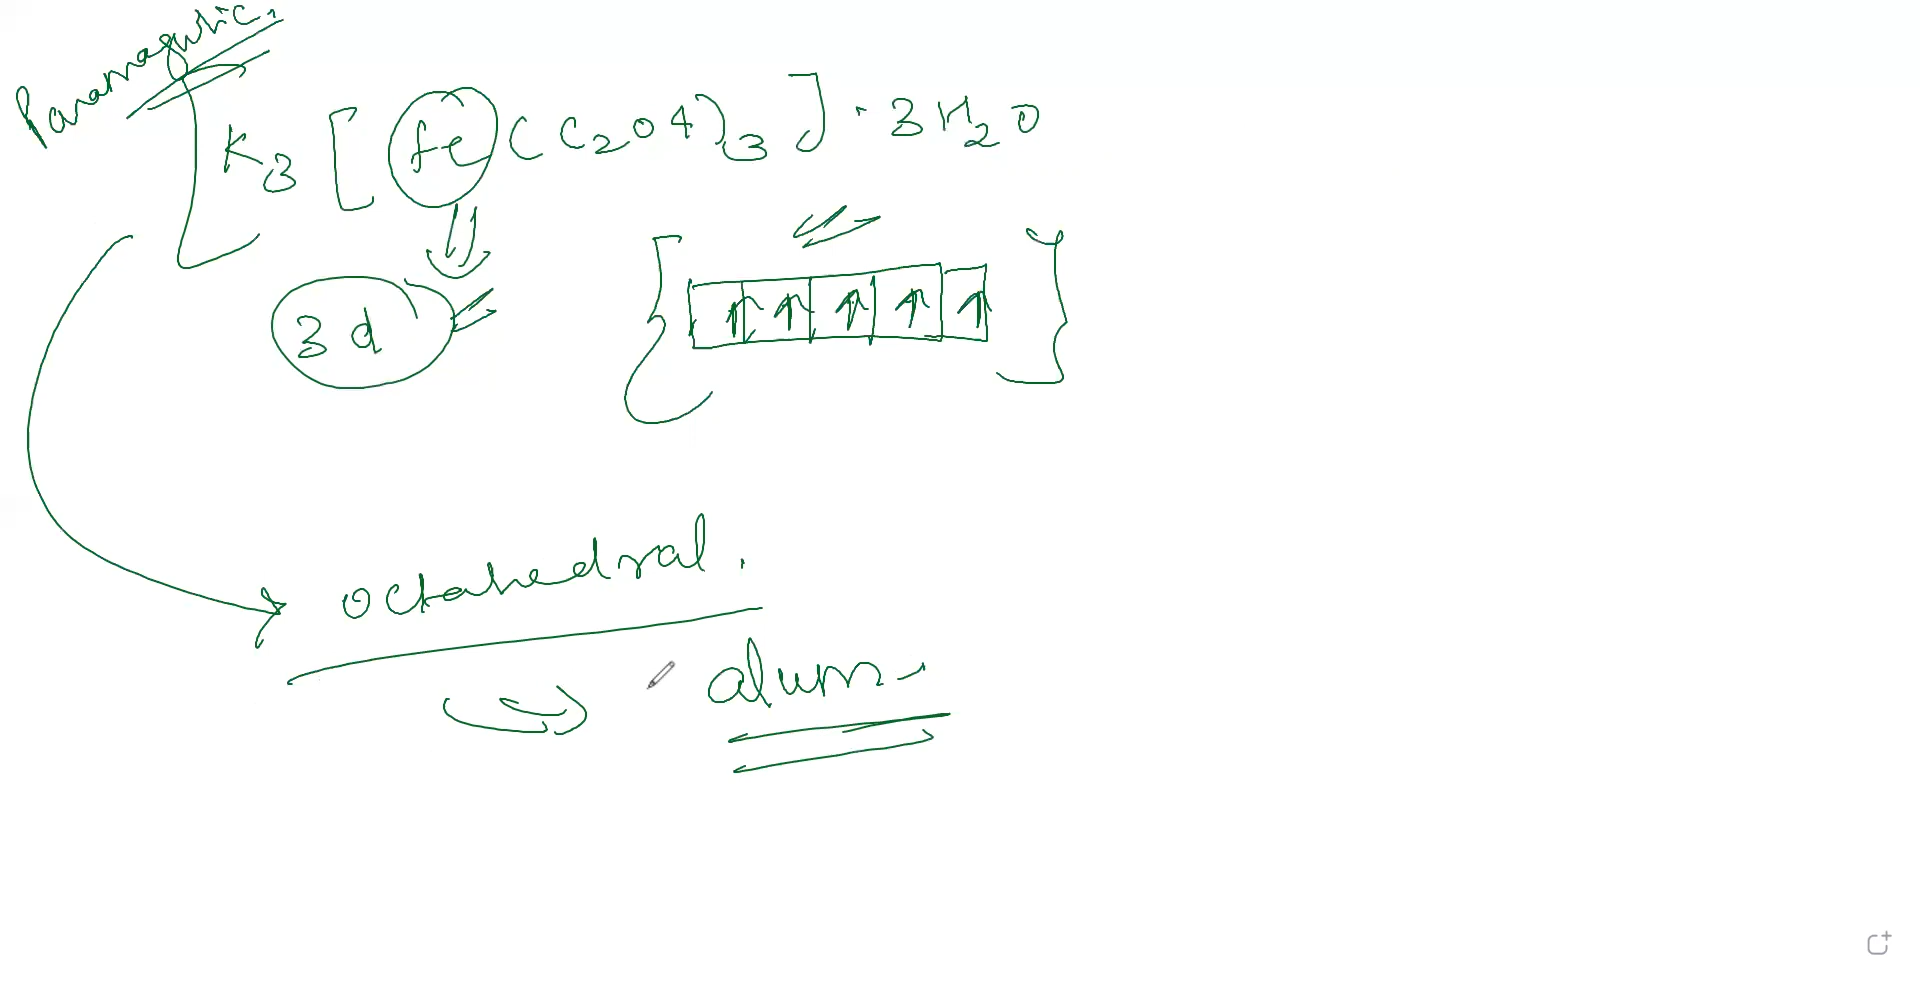 Paramagnetic.
K3[Fe(C2O4)3]·3H2O
3d
↑ ↑ ↑ ↑ ↑
octahedral.
alum